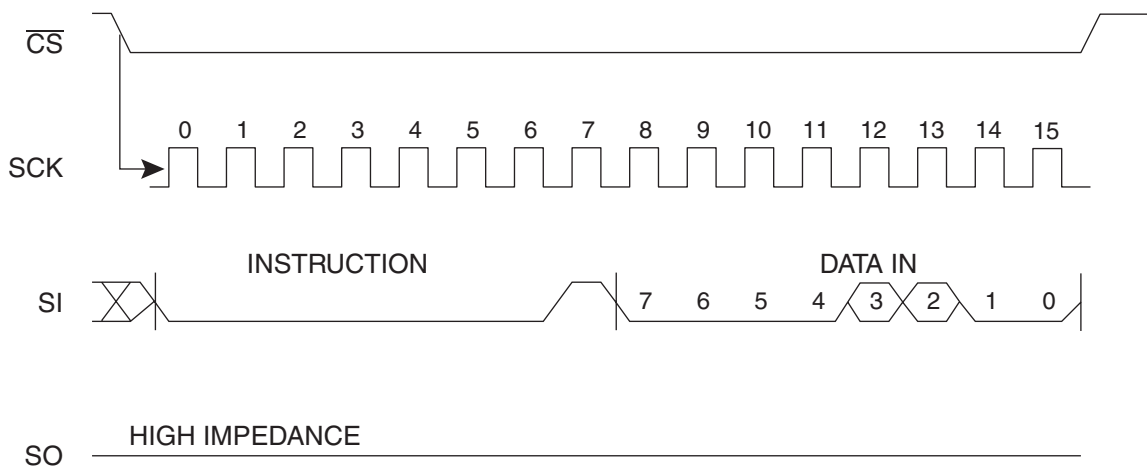 CS
0 1 2 3 4 5 6 7 8 9 10 11 12 13 14 15
SCK
INSTRUCTION DATA IN
SI 7 6 5 4 3 2 1 0
HIGH IMPEDANCE
SO